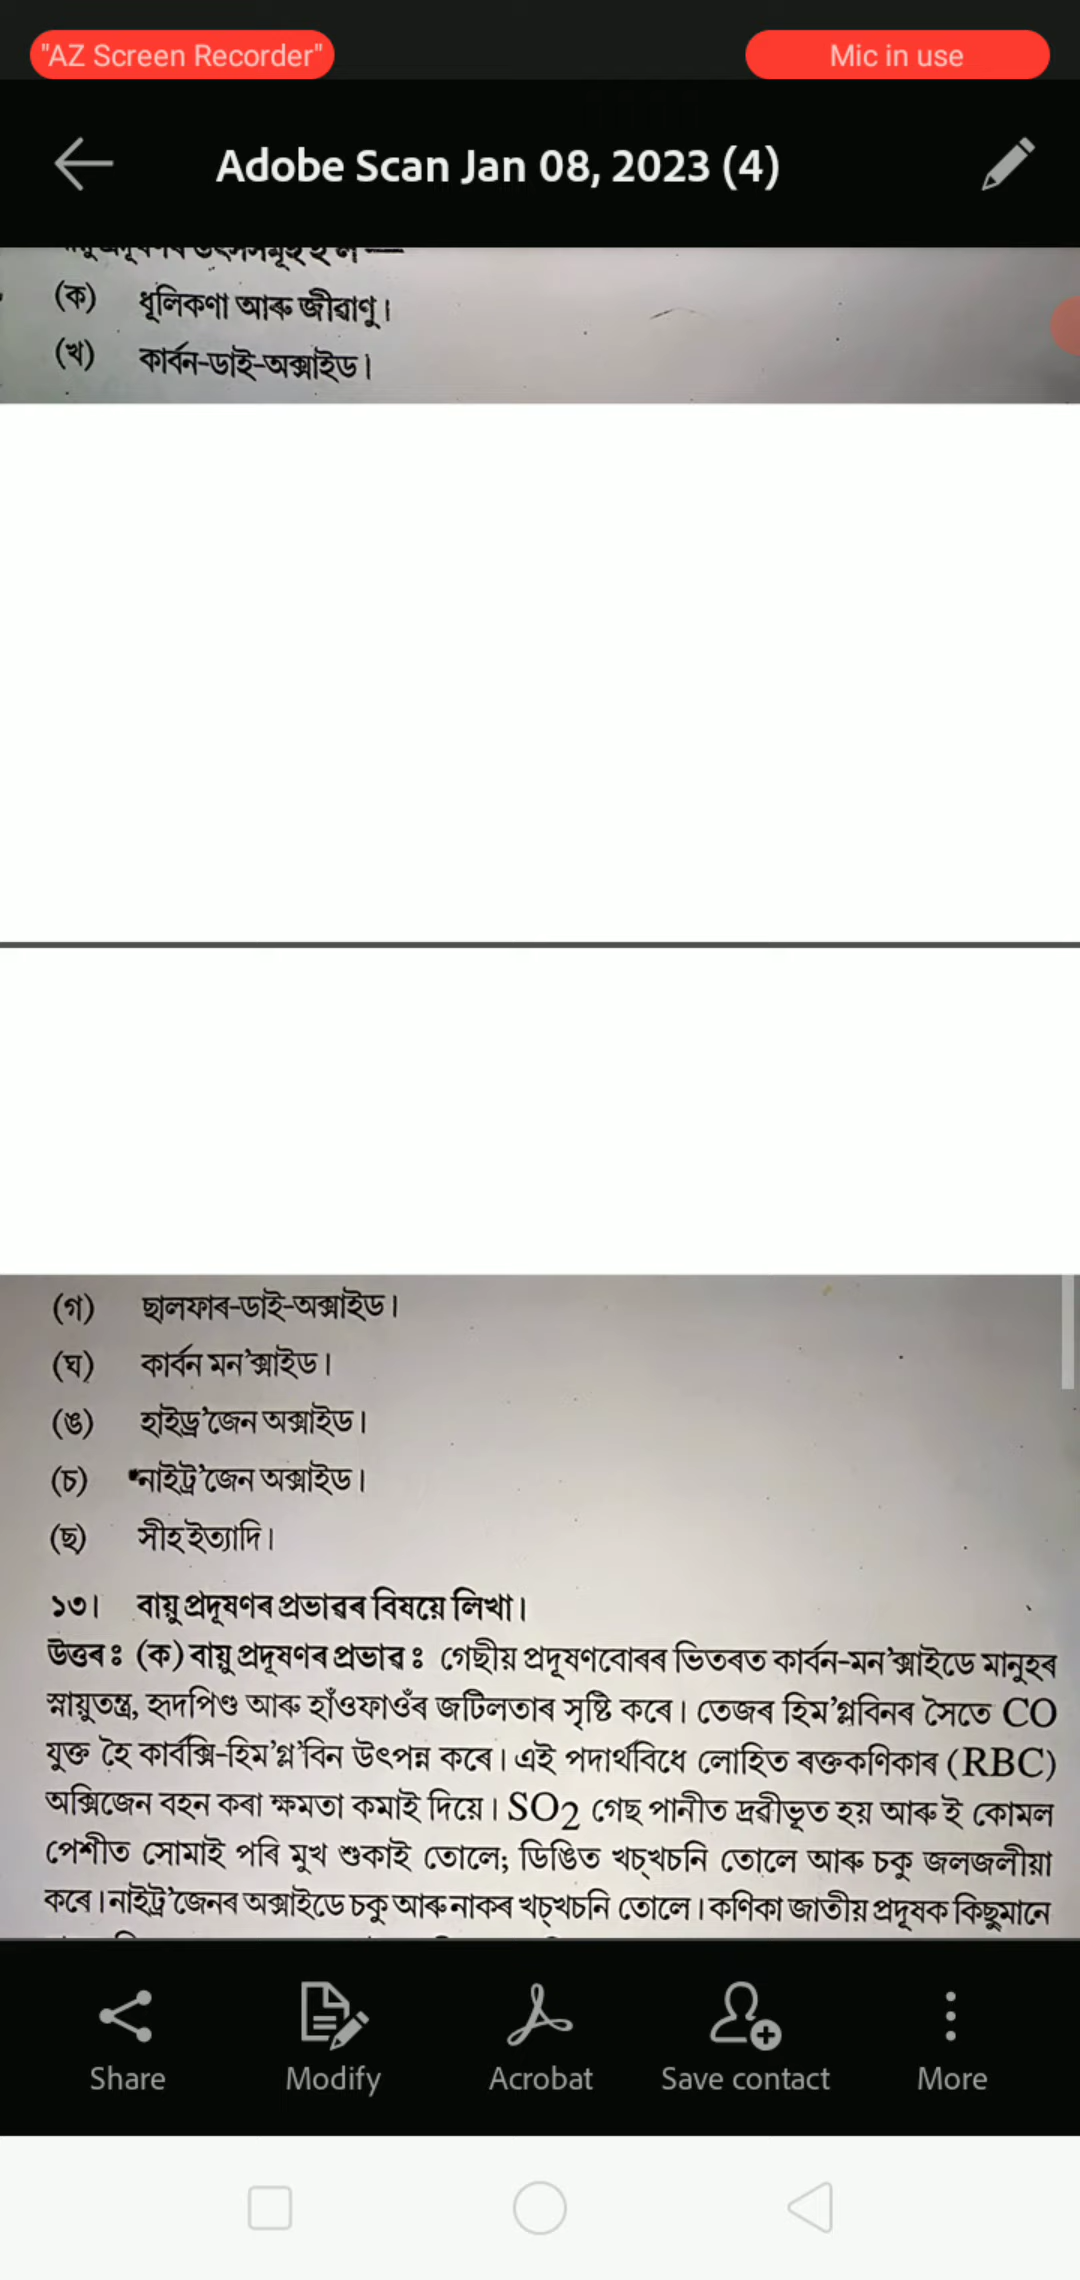 "AZ Screen Recorder"
Mic in use
Adobe Scan Jan 08, 2023 (4)
(ক) ধূলিকণা আৰু জীৱাণু।
(খ) কাৰ্বন-ডাই-অক্সাইড।
(গ) ছালফাৰ-ডাই-অক্সাইড।
(ঘ) কাৰ্বন মন'ক্সাইড।
(ঙ) হাইড্ৰ'জেন অক্সাইড।
(চ) নাইট্ৰ'জেন অক্সাইড।
(ছ) সীহ ইত্যাদি।
১৩। বায়ু প্ৰদূষণৰ প্ৰভাৱৰ বিষয়ে লিখা।
উত্তৰঃ (ক) বায়ু প্ৰদূষণৰ প্ৰভাৱ ঃ গেছীয় প্ৰদূষণবোৰৰ ভিতৰত কাৰ্বন-মন'ক্সাইডে মানুহৰ
স্নায়ুতন্ত্ৰ, হৃদপিণ্ড আৰু হাঁওফাওঁৰ জটিলতাৰ সৃষ্টি কৰে। তেজৰ হিম'গ্লবিনৰ সৈতে CO
যুক্ত হৈ কাৰ্বক্সি-হিম'গ্ল'বিন উৎপন্ন কৰে। এই পদাৰ্থবিধে লোহিত ৰক্তকণিকাৰ (RBC)
অক্সিজেন বহন কৰা ক্ষমতা কমাই দিয়ে। SO2 গেছ পানীত দ্ৰৱীভূত হয় আৰু ই কোমল
পেশীত সোমাই পৰি মুখ শুকাই তোলে; ডিঙিত খচ্‌খচনি তোলে আৰু চকু জলজলীয়া
কৰে। নাইট্ৰ'জেনৰ অক্সাইডে চকু আৰু নাকৰ খচ্‌খচনি তোলে। কণিকা জাতীয় প্ৰদূষক কিছুমানে
Share
Modify
Acrobat
Save contact
More